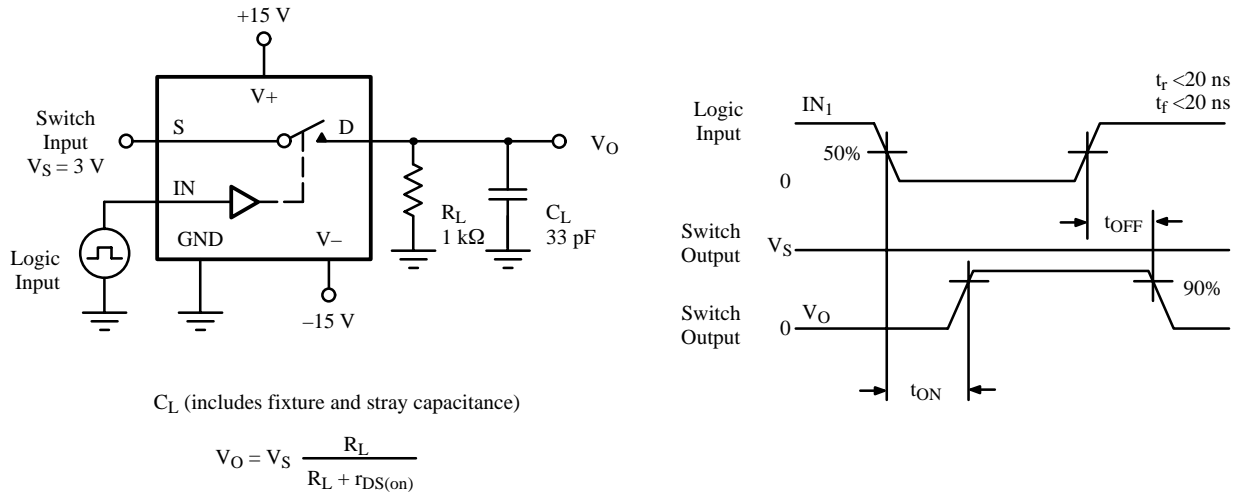 +15 V
V+
Switch
Input
V_S = 3 V
S
D
V_O
IN
R_L
1 kΩ
C_L
33 pF
GND
V–
Logic
Input
–15 V
C_L (includes fixture and stray capacitance)
V_O = V_S R_L / R_L + r_DS(on)
t_r <20 ns
t_f <20 ns
Logic
Input
IN_1
50%
0
t_OFF
Switch
Output
V_S
90%
Switch
Output
0
V_O
t_ON